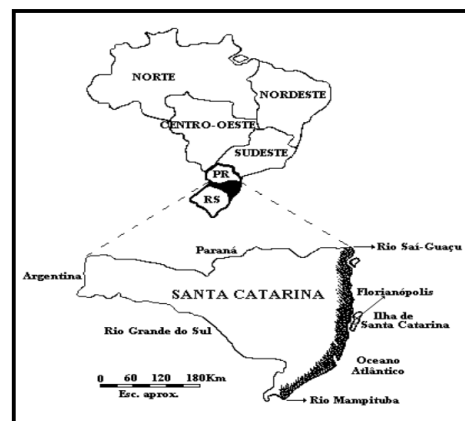 NORTE
NORDESTE
CENTRO-OESTE
SUDESTE
PR
RS
Paraná
Rio Saí-Guaçu
Argentina
SANTA CATARINA
Florianópolis
Ilha de
Santa Catarina
Rio Grande do Sul
Oceano
Atlântico
0 60 120 180Km
Esc. aprox.
Rio Mampituba